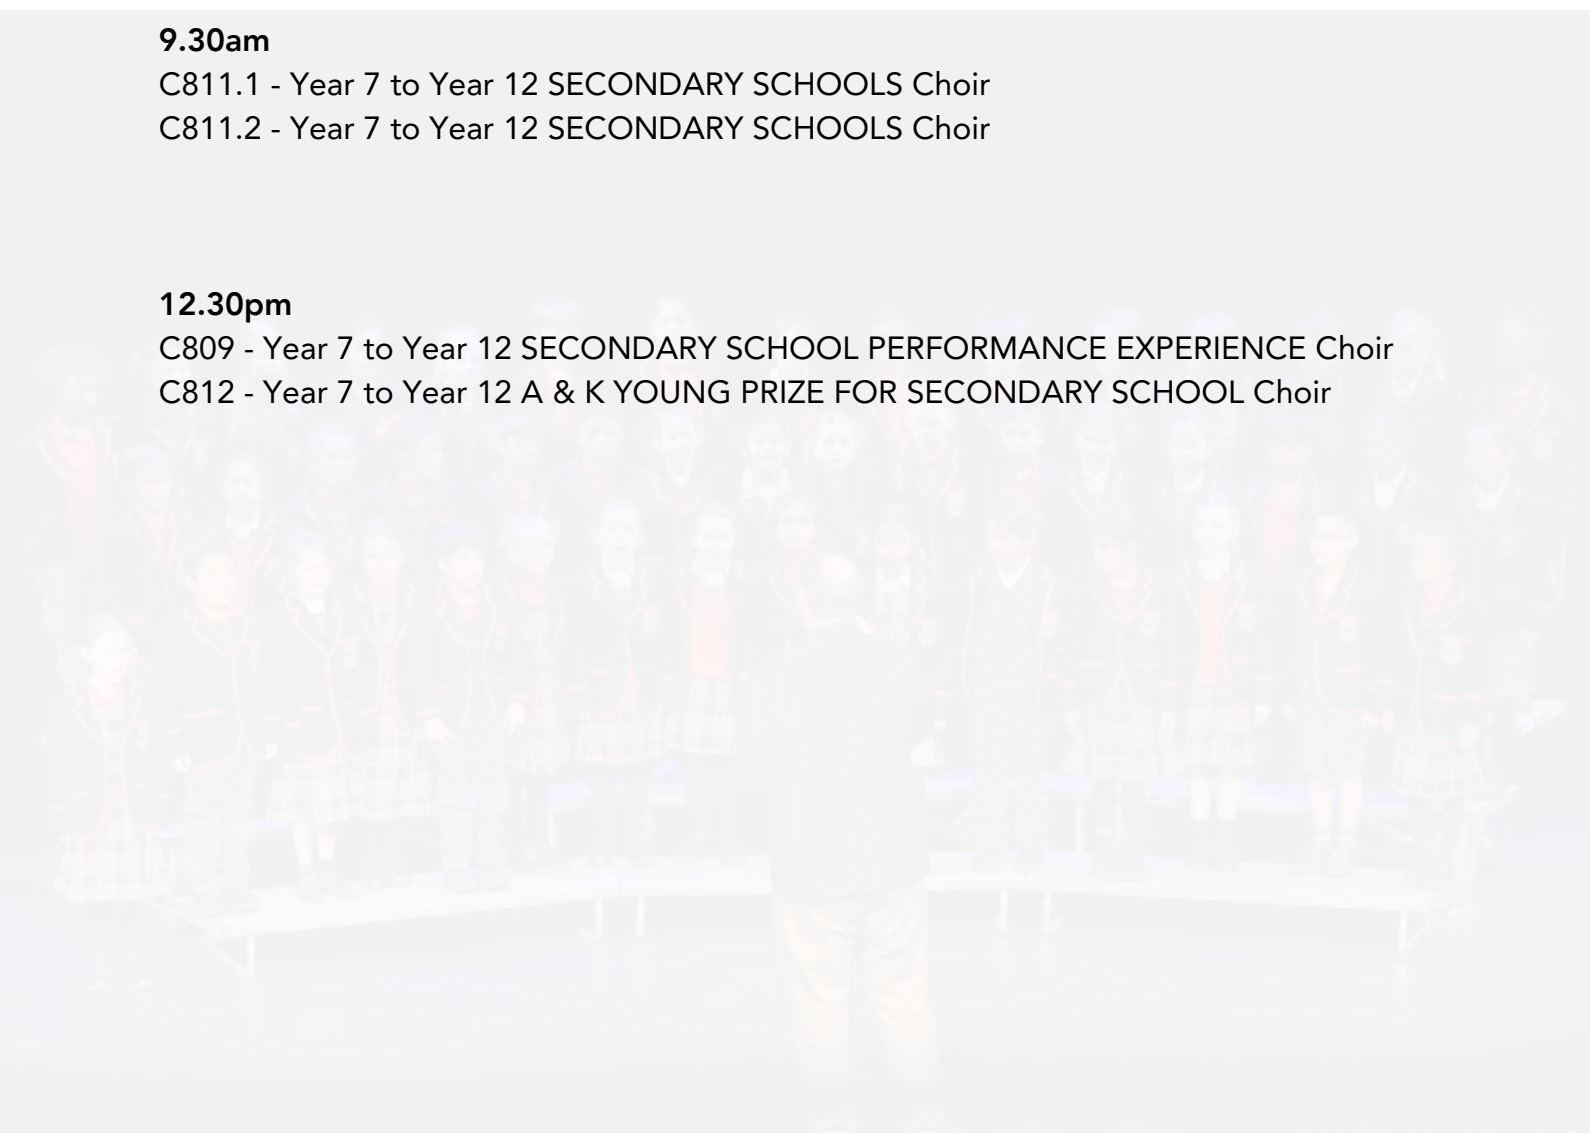 9.30am
C811.1 - Year 7 to Year 12 SECONDARY SCHOOLS Choir
C811.2 - Year 7 to Year 12 SECONDARY SCHOOLS Choir
12.30pm
C809 - Year 7 to Year 12 SECONDARY SCHOOL PERFORMANCE EXPERIENCE Choir
C812 - Year 7 to Year 12 A & K YOUNG PRIZE FOR SECONDARY SCHOOL Choir